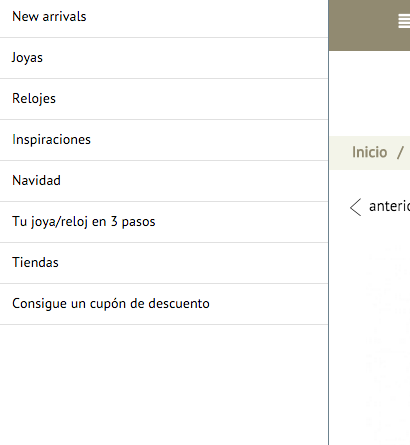 New arrivals
Joyas
Relojes
Inspiraciones
Navidad
Tu joya/reloj en 3 pasos
Tiendas
Consigue un cupón de descuento
Inicio /
anterio